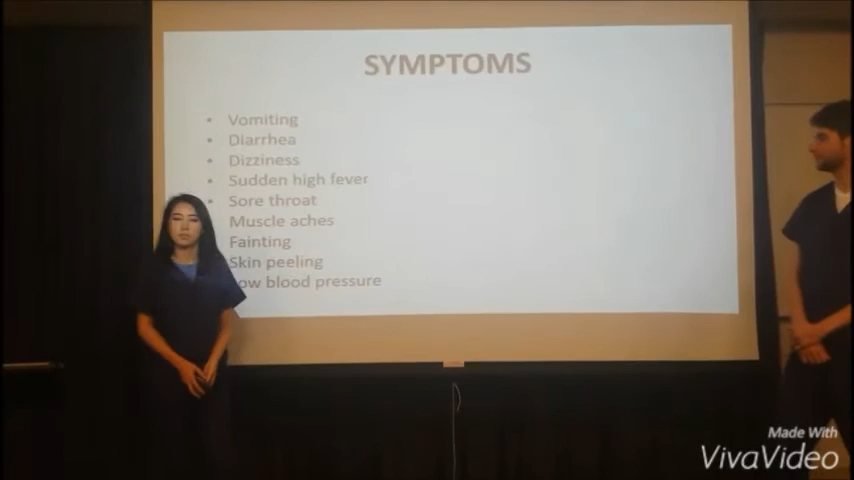 SYMPTOMS
• Vomiting
• Diarrhea
• Dizziness
• Sudden high fever
• Sore throat
Muscle aches
Fainting
Skin peeling
ow blood pressure
Made With
VivaVideo